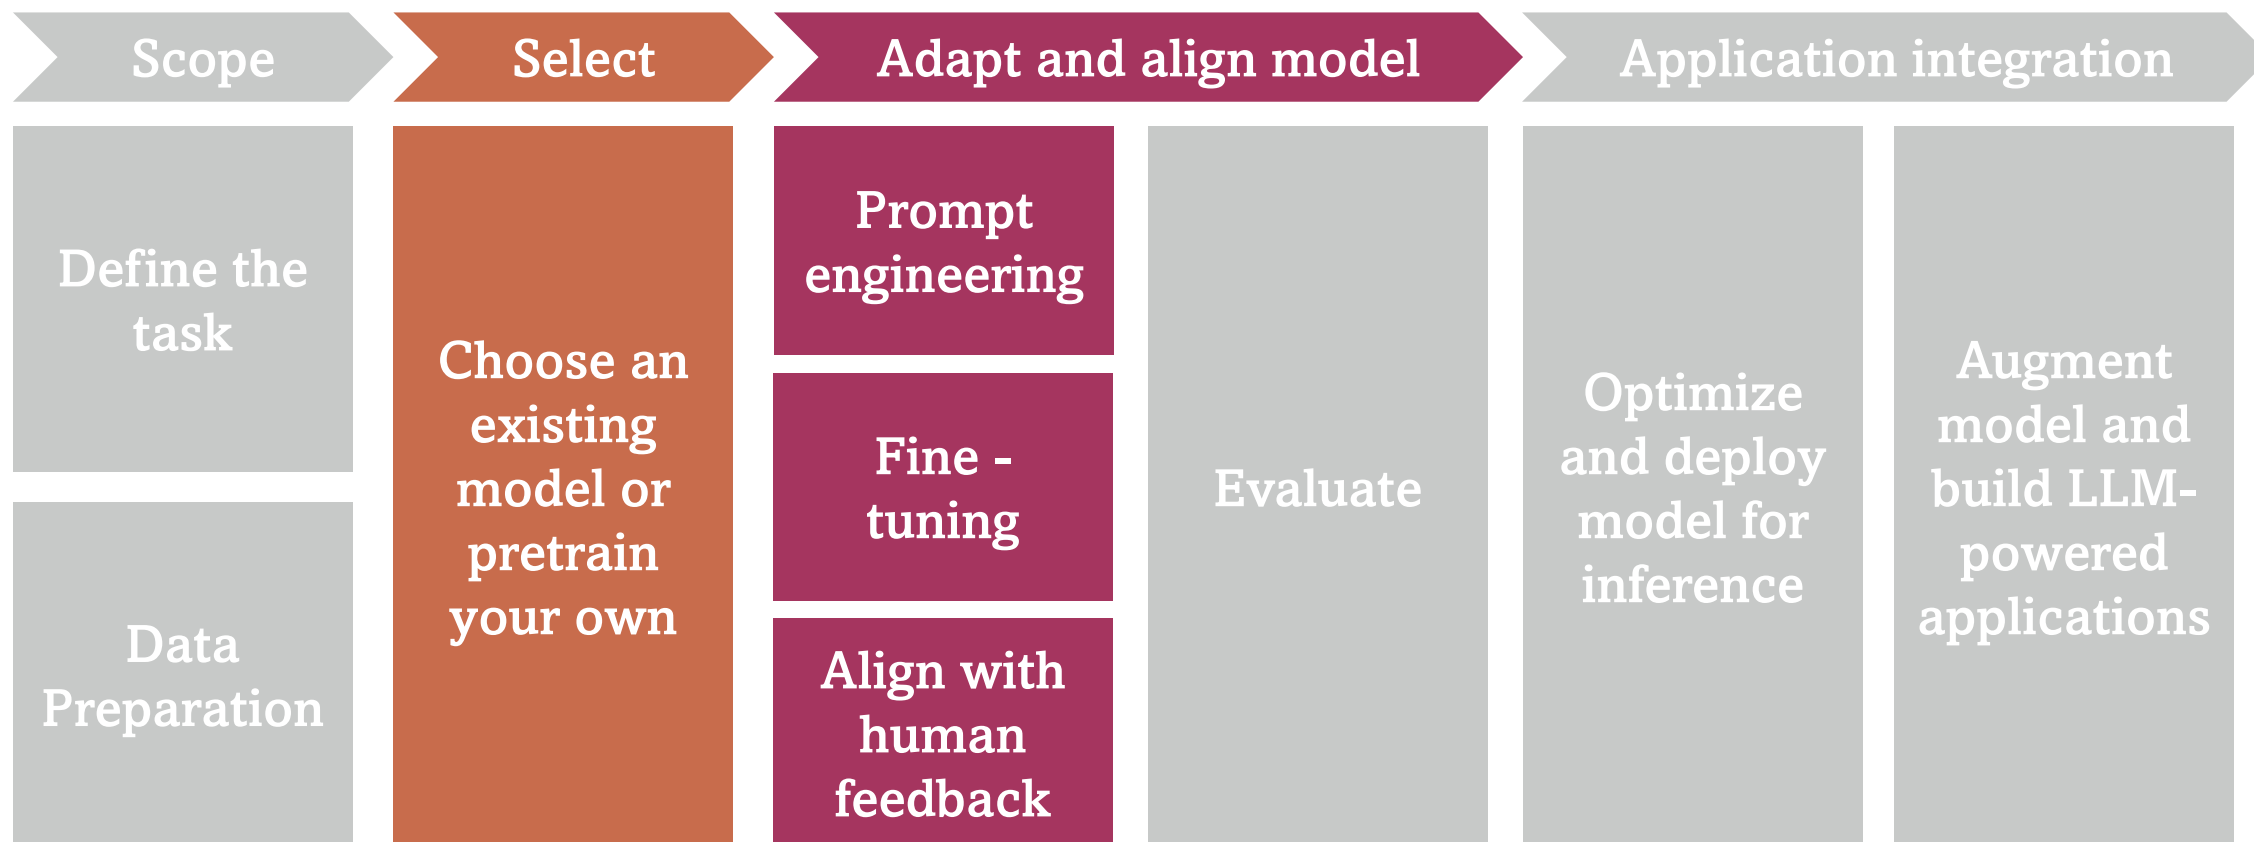 Scope
Select
Adapt and align model
Application integration
Define the
task
Data
Preparation
Choose an
existing
model or
pretrain
your own
Prompt
engineering
Fine -
tuning
Align with
human
feedback
Evaluate
Optimize
and deploy
model for
inference
Augment
model and
build LLM-
powered
applications